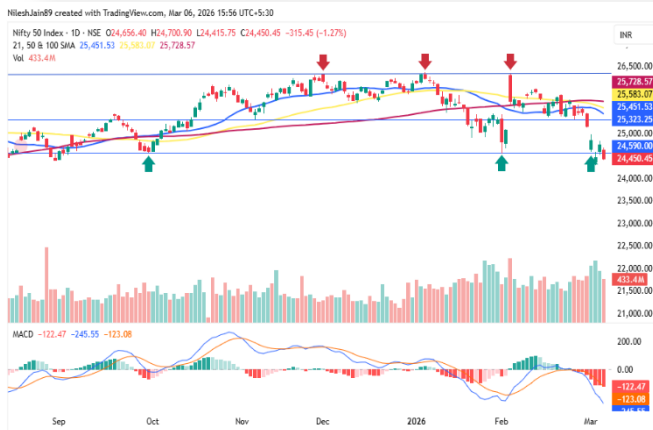 NileshJain89 created with TradingView.com, Mar 06, 2026 15:56 UTC+5:30
Nifty 50 Index · 1D · NSE O24,656.40 H24,700.90 L24,415.75 C24,450.45 -315.45 (-1.27%)
21, 50 & 100 SMA 25,451.53 25,583.07 25,728.57
Vol 433.4M
INR
26,500.00
25,728.57
25,583.07
25,451.53
25,323.25
25,000.00
24,590.00
24,450.45
24,000.00
23,500.00
23,000.00
22,500.00
22,000.00
433.4M
21,500.00
21,000.00
MACD -122.47 -245.55 -123.08
200.00
0.00
-122.47
-123.08
-245.55
Sep Oct Nov Dec 2026 Feb Mar